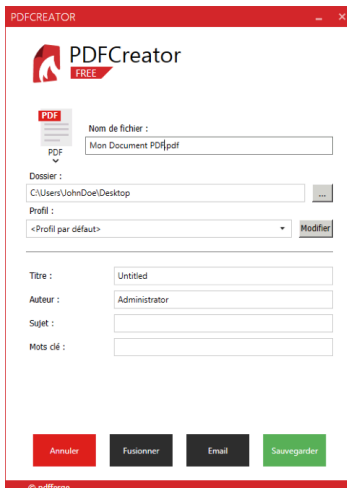 PDFCREATOR
PDFCreator
FREE
PDF
PDF
Nom de fichier :
Mon Document PDF.pdf
Dossier :
C:\Users\JohnDoe\Desktop
...
Profil :
<Profil par défaut>
Modifier
Titre :
Untitled
Auteur :
Administrator
Sujet :
Mots clé :
Annuler
Fusionner
Email
Sauvegarder
© pdfforge